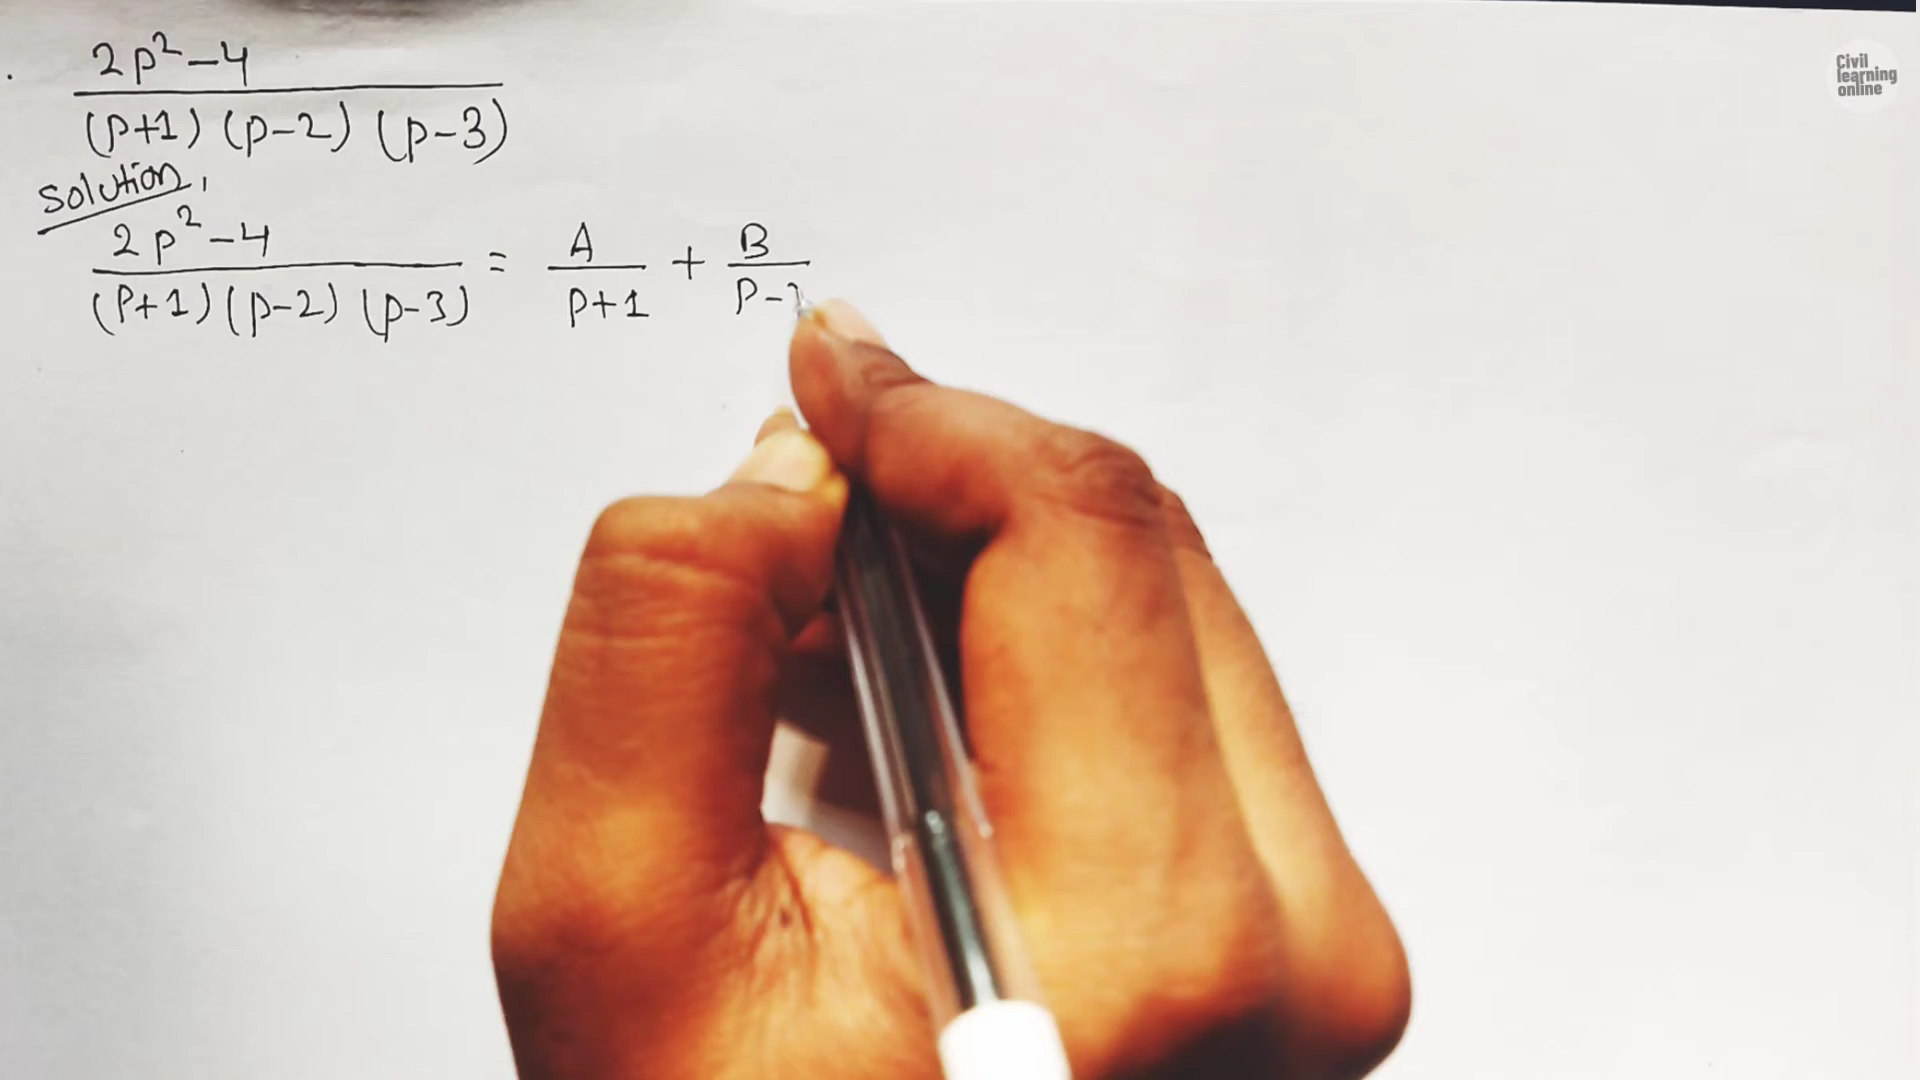 . 2p²-4
(p+1) (p-2) (p-3)
Solution,
2p²-4 = A + B
(P+1) (p-2) (p-3) P+1 P-
Civil
learning
online